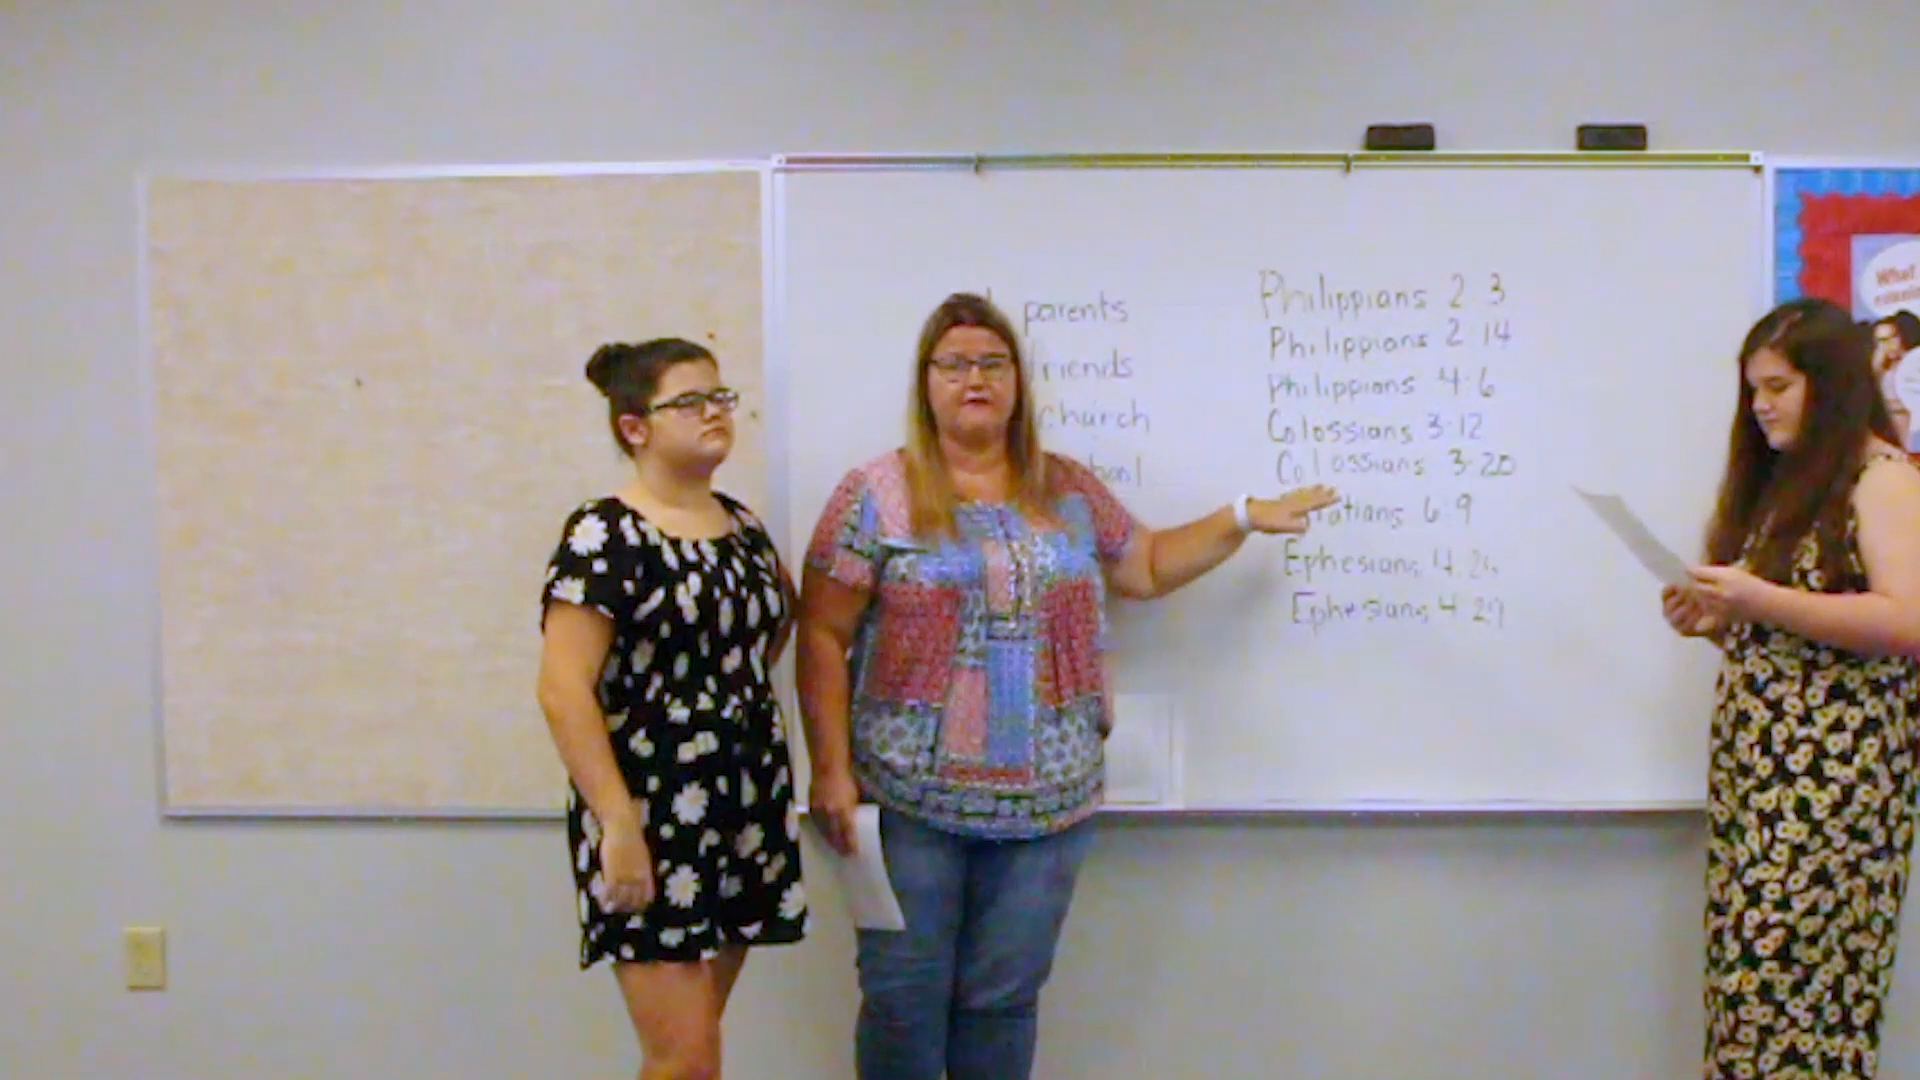 parents
friends
church
Philippians 2:3
Philippians 2:14
Philippians 4:6
Colossians 3:12
Colossians 3:20
6:9
Ephesians 4:26
Ephesians 4:29
What